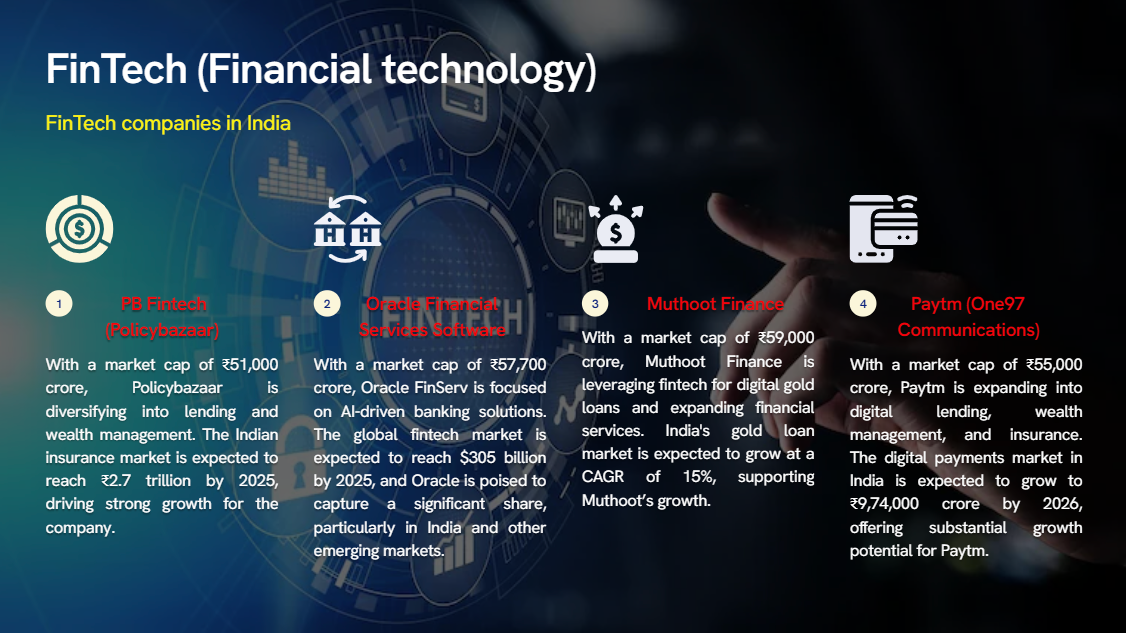 FinTech (Financial technology)
FinTech companies in India
1
PB Fintech
(Policybazaar)
With a market cap of ₹51,000
crore, Policybazaar is
diversifying into lending and
wealth management. The Indian
insurance market is expected to
reach ₹2.7 trillion by 2025,
driving strong growth for the
company.
2
Oracle Financial
Services Software
With a market cap of ₹57,700
crore, Oracle FinServ is focused
on AI-driven banking solutions.
The global fintech market is
expected to reach $305 billion
by 2025, and Oracle is poised to
capture a significant share,
particularly in India and other
emerging markets.
3
Muthoot Finance
With a market cap of ₹59,000
crore, Muthoot Finance is
leveraging fintech for digital gold
loans and expanding financial
services. India's gold loan
market is expected to grow at a
CAGR of 15%, supporting
Muthoot’s growth.
4
Paytm (One97
Communications)
With a market cap of ₹55,000
crore, Paytm is expanding into
digital lending, wealth
management, and insurance.
The digital payments market in
India is expected to grow to
₹9,74,000 crore by 2026,
offering substantial growth
potential for Paytm.
FINTECH